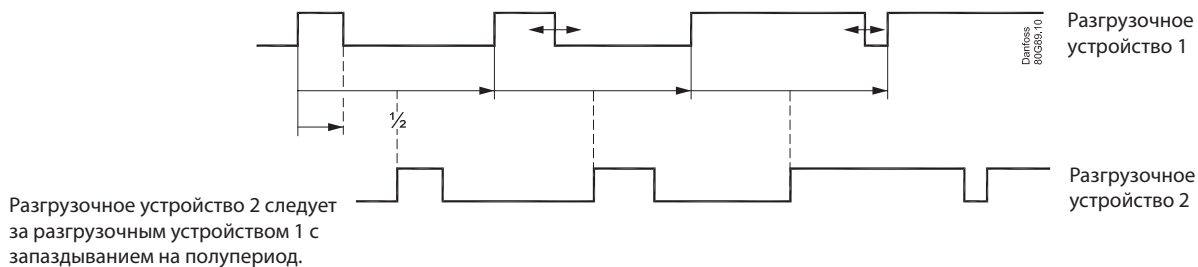 Разгрузочное
устройство 1
Danfoss
80G89.10
½
Разгрузочное
устройство 2
Разгрузочное устройство 2 следует
за разгрузочным устройством 1 с
запаздыванием на полупериод.